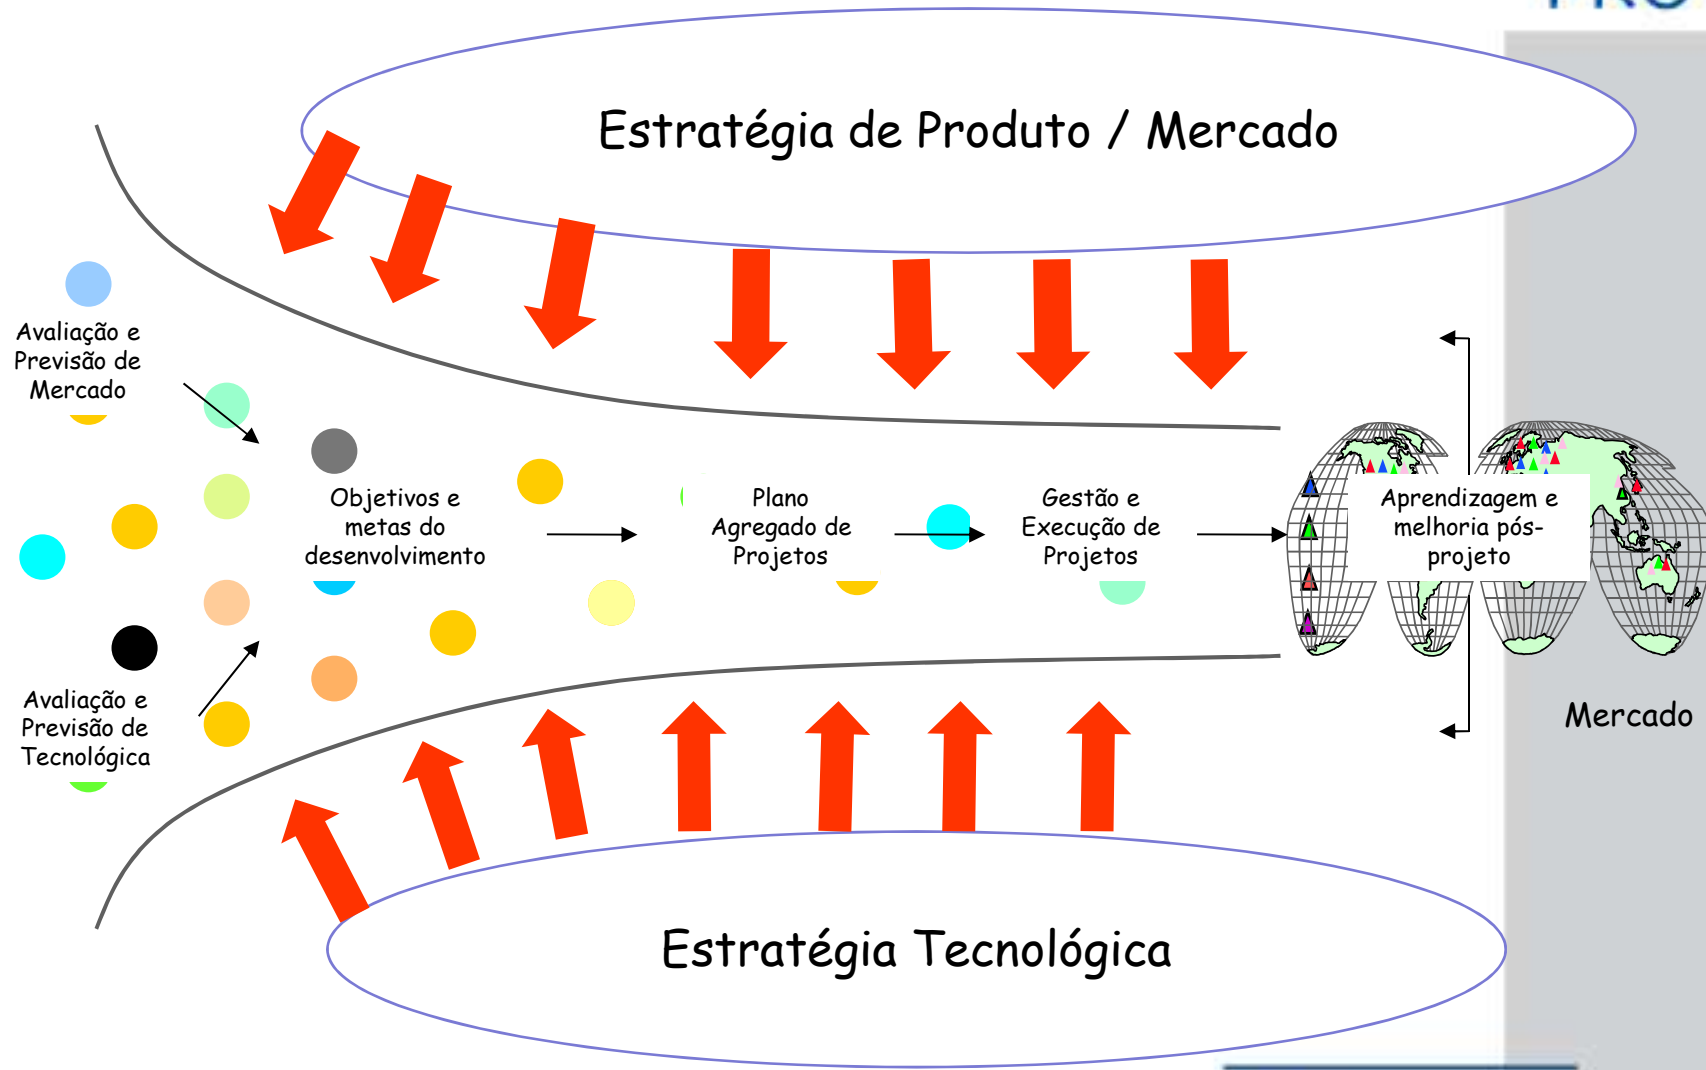 Estratégia de Produto / Mercado
Avaliação e
Previsão de
Mercado
Objetivos e
metas do
desenvolvimento
Plano
Agregado de
Projetos
Gestão e
Execução de
Projetos
Aprendizagem e
melhoria pós-
projeto
Avaliação e
Previsão de
Tecnológica
Mercado
Estratégia Tecnológica